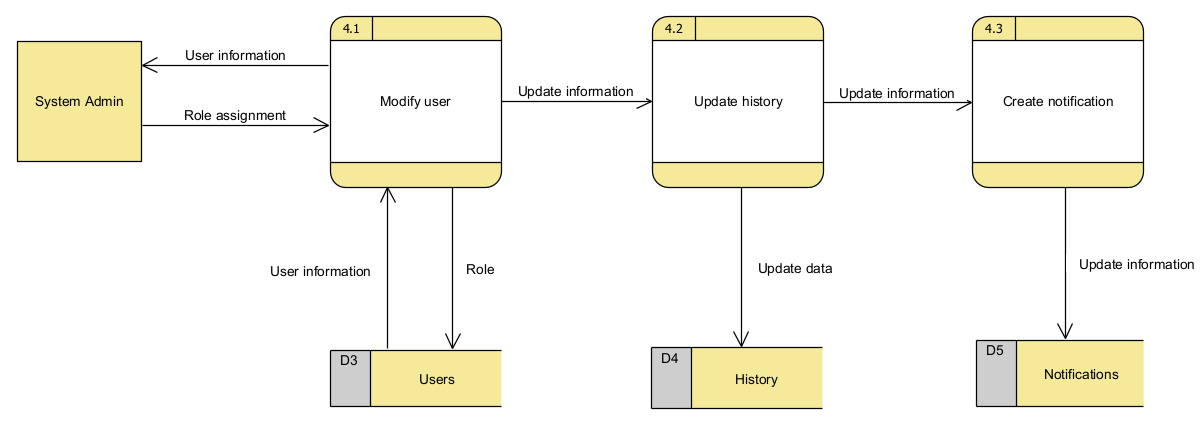 4.1
4.2
4.3
User information
System Admin
Modify user
Update information
Update history
Update information
Create notification
Role assignment
User information
Role
Update data
Update information
D3
Users
D4
History
D5
Notifications